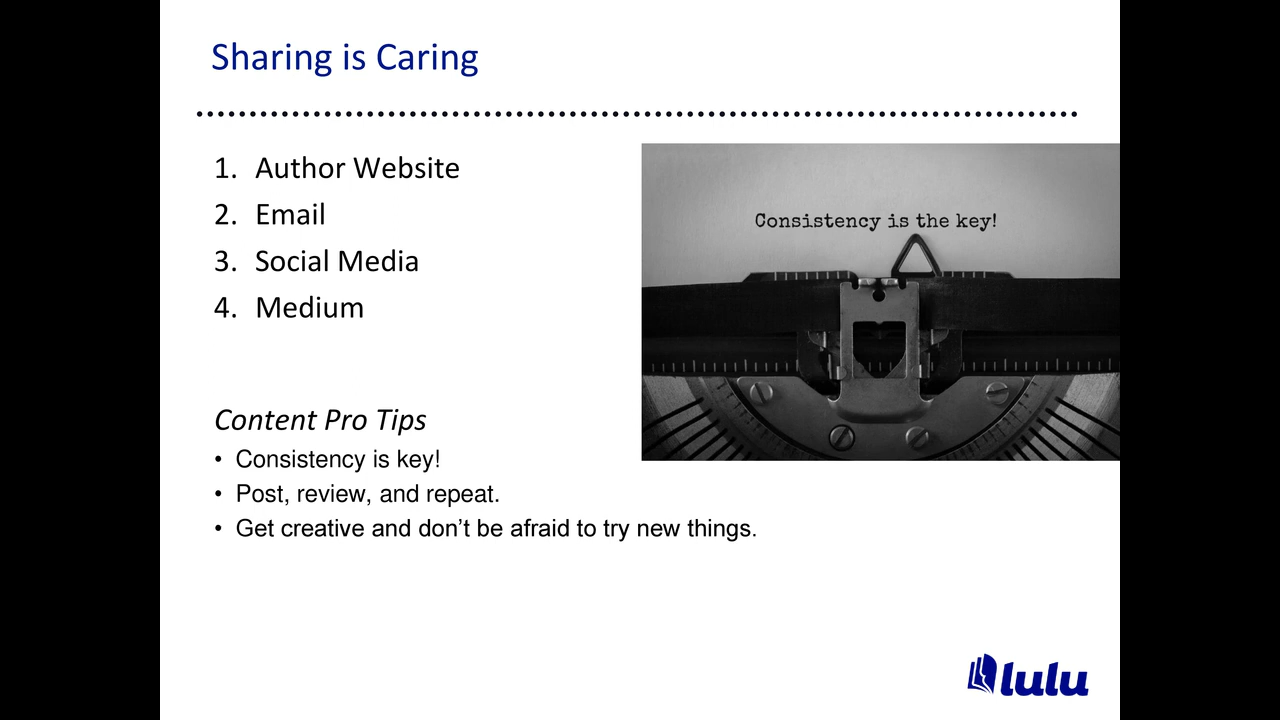 Sharing is Caring
1. Author Website
2. Email
3. Social Media
4. Medium
Consistency is the key!
Content Pro Tips
• Consistency is key!
• Post, review, and repeat.
• Get creative and don’t be afraid to try new things.
lulu